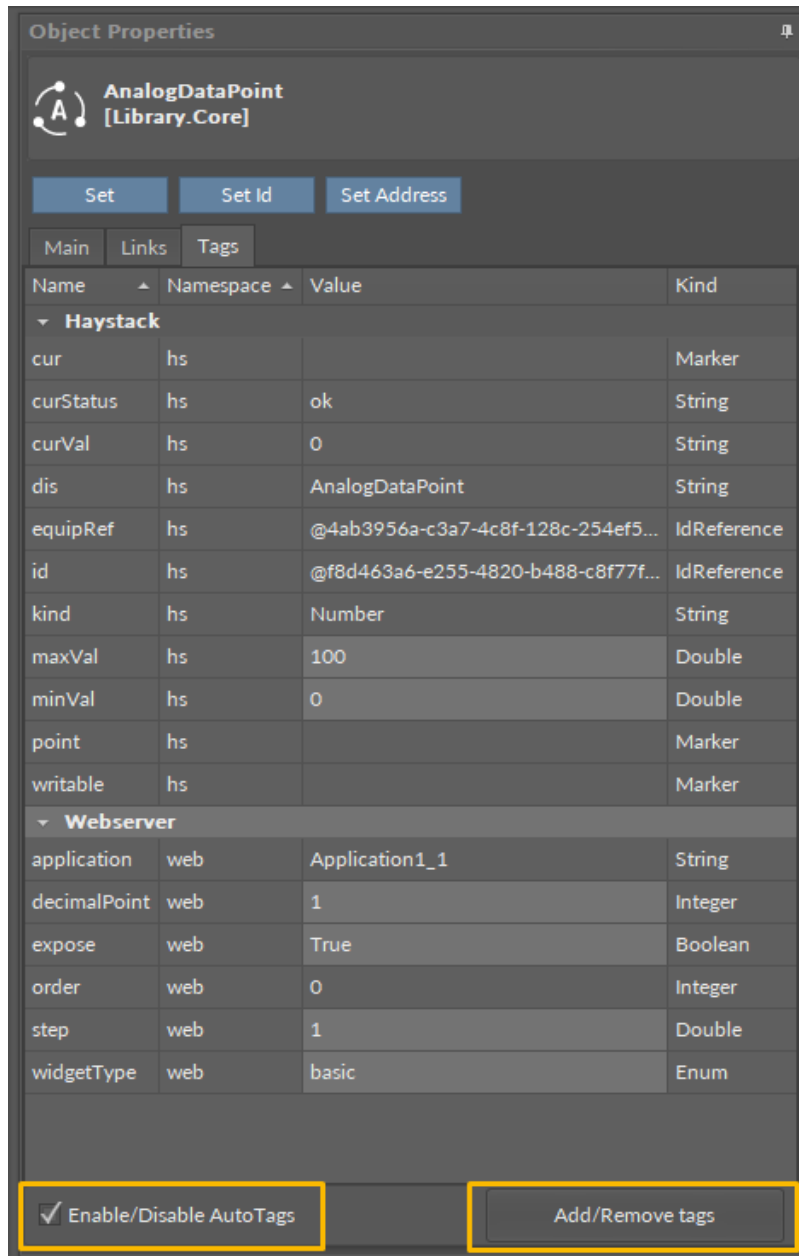 Object Properties
A
AnalogDataPoint
[Library.Core]
Set Set Id Set Address
Main Links Tags
Name Namespace Value Kind
Haystack
cur hs Marker
curStatus hs ok String
curVal hs 0 String
dis hs AnalogDataPoint String
equipRef hs @4ab3956a-c3a7-4c8f-128c-254ef5... IdReference
id hs @f8d463a6-e255-4820-b488-c8f77f... IdReference
kind hs Number String
maxVal hs 100 Double
minVal hs 0 Double
point hs Marker
writable hs Marker
Webserver
application web Application1_1 String
decimalPoint web 1 Integer
expose web True Boolean
order web 0 Integer
step web 1 Double
widgetType web basic Enum
Enable/Disable AutoTags Add/Remove tags